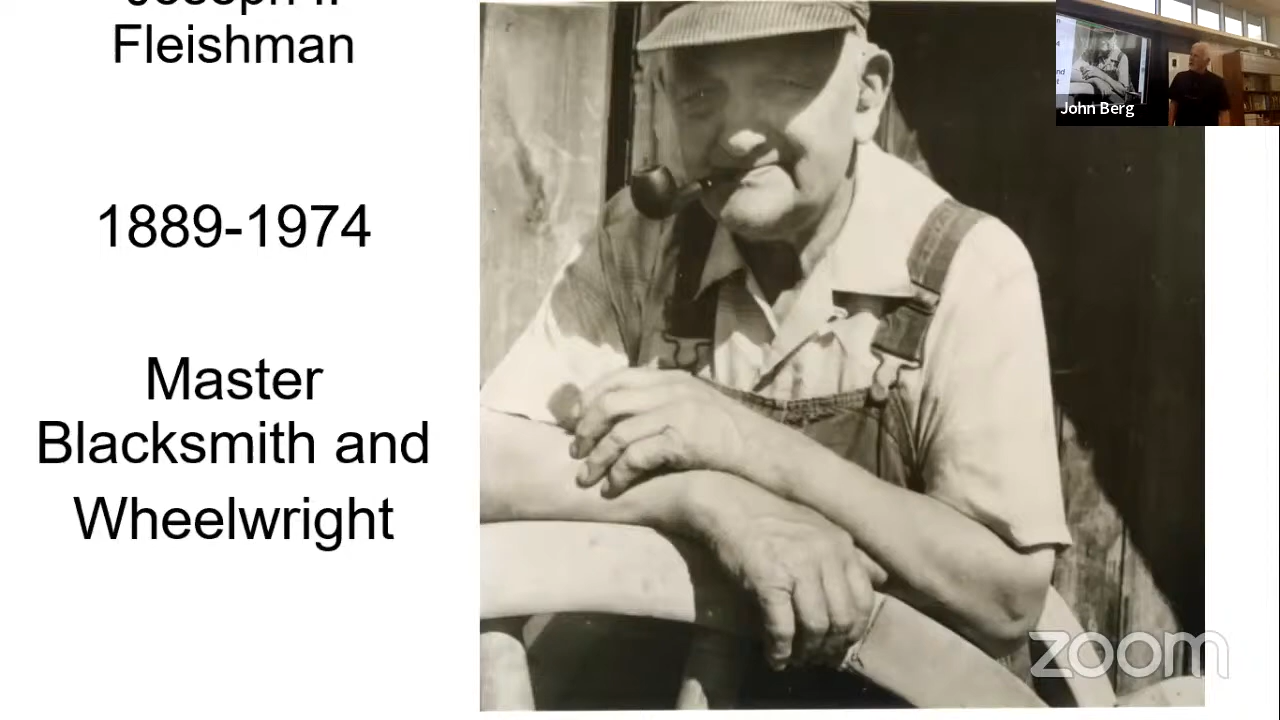 Fleishman
1889-1974
Master
Blacksmith and
Wheelwright
John Berg
zoom